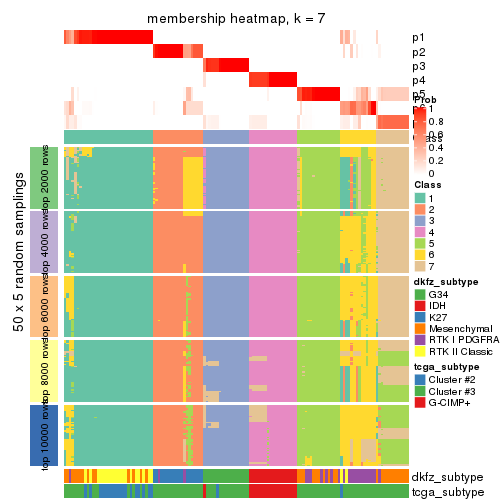 membership heatmap, k = 7
p1
p2
p3
p4
p5
p6
Prob
1
0.8
0.6
0.4
0.2
0
Class
1
2
3
4
5
6
7
dkfz_subtype
G34
IDH
K27
Mesenchymal
RTK I PDGFRA
RTK II Classic
tcga_subtype
Cluster #2
Cluster #3
G-CIMP+
50 x 5 random samplings
top 2000 rows
top 4000 rows
top 6000 rows
top 8000 rows
top 10000 rows
dkfz_subtype
tcga_subtype